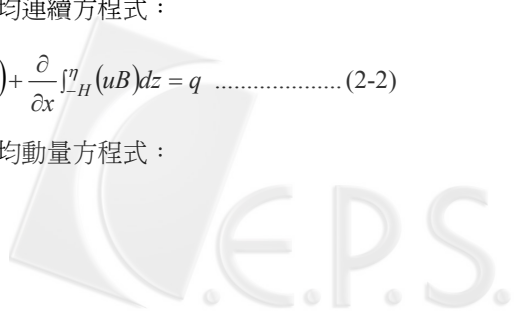 均連續方程式：
)+ ∂/∂x ∫_{-H}^{η} (uB)dz = q .................... (2-2)
均動量方程式：
C.E.P.S.